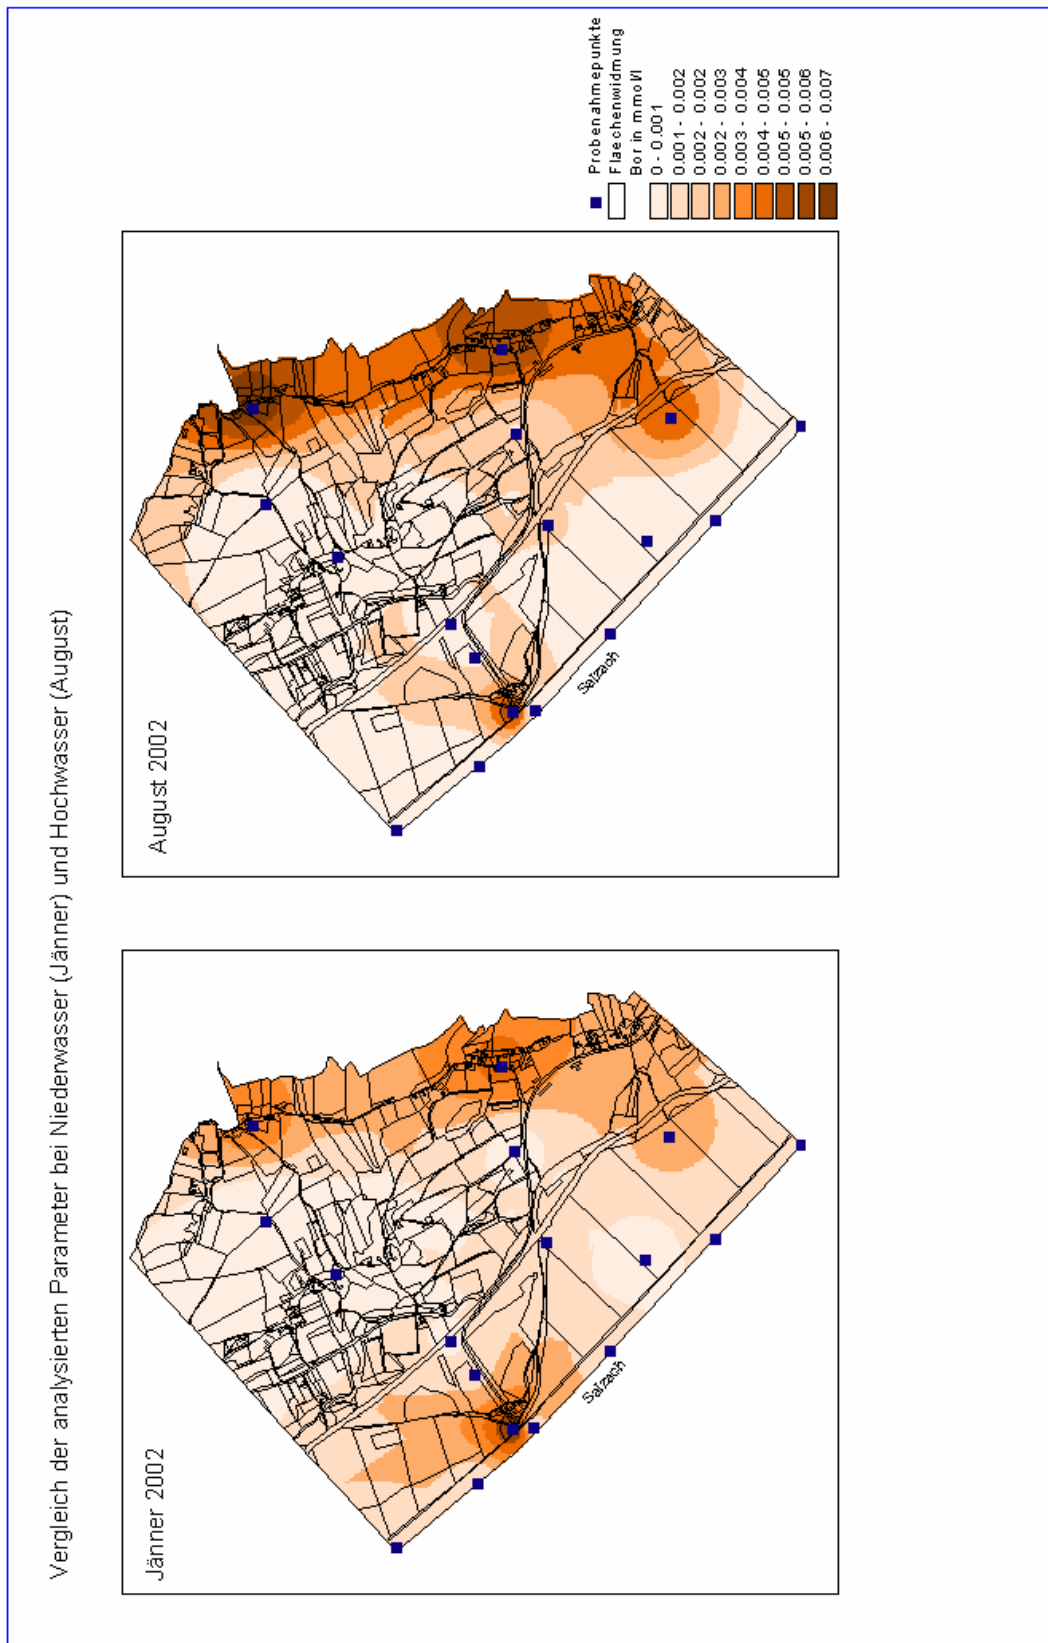 Vergleich der analysierten Parameter bei Niederwasser (Jänner) und Hochwasser (August)
Jänner 2002
Salzach
August 2002
Salzach
Probenahmepunkte
Flaechenwidmung
Bor in mmol/l
0 - 0.001
0.001 - 0.002
0.002 - 0.002
0.002 - 0.003
0.003 - 0.004
0.004 - 0.005
0.005 - 0.005
0.005 - 0.006
0.006 - 0.007